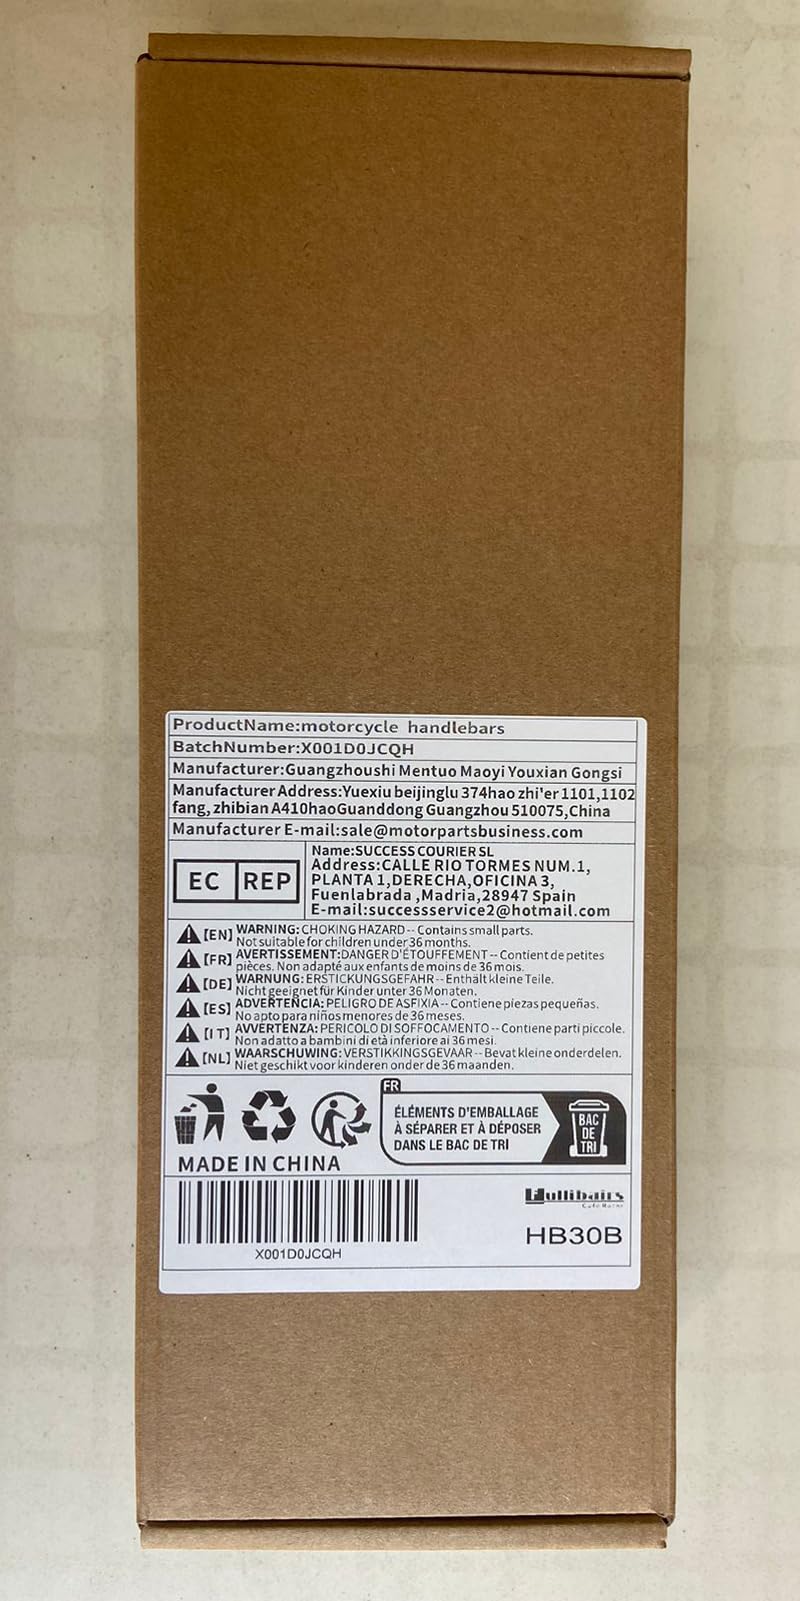 ProductName:motorcycle handlebars
BatchNumber:X001D0JCQH
Manufacturer:Guangzhoushi Mentuo Maoyi Youxian Gongsi
Manufacturer Address:Yuexiu beijinglu 374hao zhi'er 1101,1102
fang, zhibian A410haoGuanddong Guangzhou 510075,China
Manufacturer E-mail:sale@motorpartsbusiness.com
EC REP
Name:SUCCESS COURIER SL
Address:CALLE RIO TORMES NUM.1,
PLANTA 1,DERECHA,OFICINA 3,
Fuenlabrada ,Madria,28947 Spain
E-mail:successservice2@hotmail.com
[EN] WARNING: CHOKING HAZARD -- Contains small parts.
Not suitable for children under 36 months.
[FR] AVERTISSEMENT:DANGER D'ÉTOUFFEMENT -- Contient de petites
pièces. Non adapté aux enfants de moins de 36 mois.
[DE] WARNUNG: ERSTICKUNGSGEFAHR -- Enthält kleine Teile.
Nicht geeignet für Kinder unter 36 Monaten.
[ES] ADVERTENCIA: PELIGRO DE ASFIXIA -- Contiene piezas pequeñas.
No apto para niños menores de 36 meses.
[IT] AVVERTENZA: PERICOLO DI SOFFOCAMENTO -- Contiene parti piccole.
Non adatto a bambini di età inferiore ai 36 mesi.
[NL] WAARSCHUWING: VERSTIKKINGSGEVAAR -- Bevat kleine onderdelen.
Niet geschikt voor kinderen onder de 36 maanden.
FR
ÉLÉMENTS D'EMBALLAGE
À SÉPARER ET À DÉPOSER
DANS LE BAC DE TRI
BAC
DE
TRI
MADE IN CHINA
Fullibairs
Cafe Racer
HB30B
X001D0JCQH